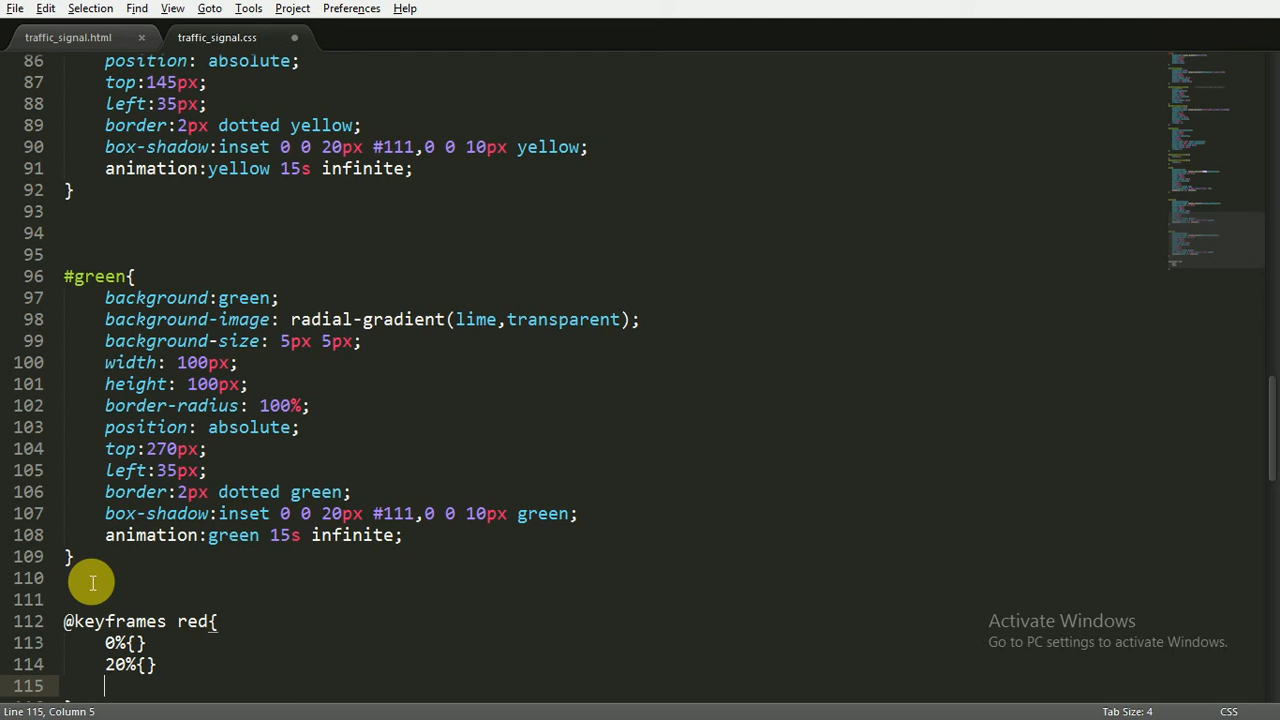 File Edit Selection Find View Goto Tools Project Preferences Help
traffic_signal.html × traffic_signal.css
86 position: absolute;
87 top:145px;
88 left:35px;
89 border:2px dotted yellow;
90 box-shadow:inset 0 0 20px #111,0 0 10px yellow;
91 animation:yellow 15s infinite;
92 }
93
94
95
96 #green{
97 background:green;
98 background-image: radial-gradient(lime,transparent);
99 background-size: 5px 5px;
100 width: 100px;
101 height: 100px;
102 border-radius: 100%;
103 position: absolute;
104 top:270px;
105 left:35px;
106 border:2px dotted green;
107 box-shadow:inset 0 0 20px #111,0 0 10px green;
108 animation:green 15s infinite;
109 }
110
111
112 @keyframes red{
113 0%{}
114 20%{}
115
Activate Windows
Go to PC settings to activate Windows.
Line 115, Column 5 Tab Size: 4 CSS